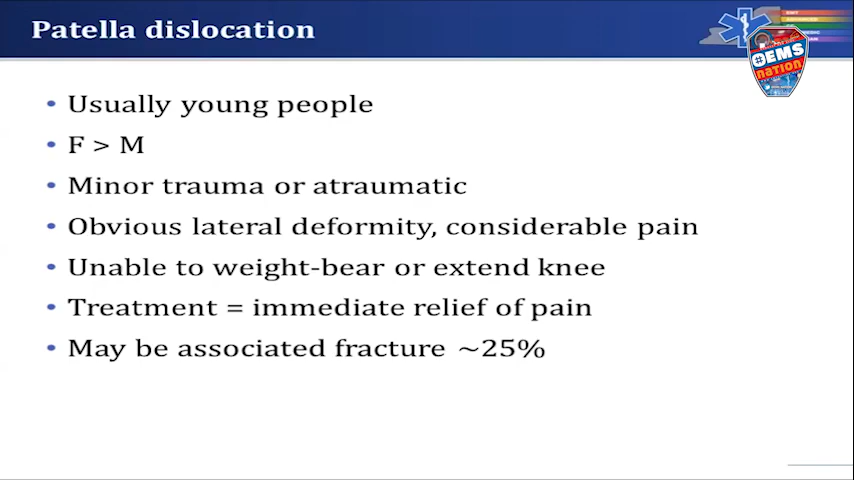 Patella dislocation
#EMS
nation
• Usually young people
• F > M
• Minor trauma or atraumatic
• Obvious lateral deformity, considerable pain
• Unable to weight-bear or extend knee
• Treatment = immediate relief of pain
• May be associated fracture ~25%